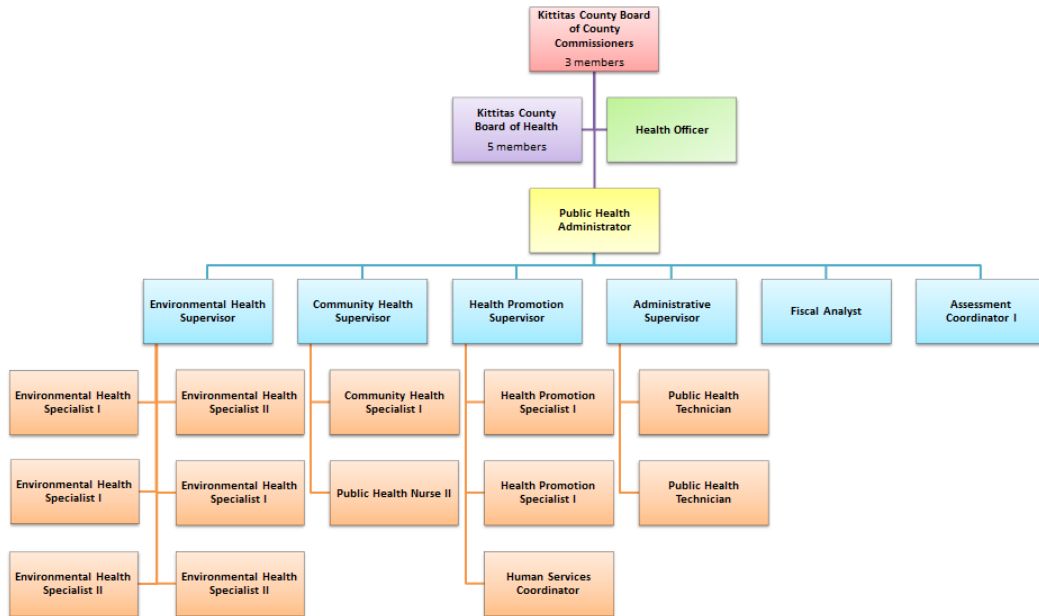 Kittitas County Board
of County
Commissioners
3 members
Kittitas County
Board of Health
5 members
Health Officer
Public Health
Administrator
Environmental Health
Supervisor
Community Health
Supervisor
Health Promotion
Supervisor
Administrative
Supervisor
Fiscal Analyst
Assessment
Coordinator I
Environmental Health
Specialist I
Environmental Health
Specialist II
Community Health
Specialist I
Health Promotion
Specialist I
Public Health
Technician
Environmental Health
Specialist I
Environmental Health
Specialist I
Public Health Nurse II
Health Promotion
Specialist I
Public Health
Technician
Environmental Health
Specialist II
Environmental Health
Specialist II
Human Services
Coordinator